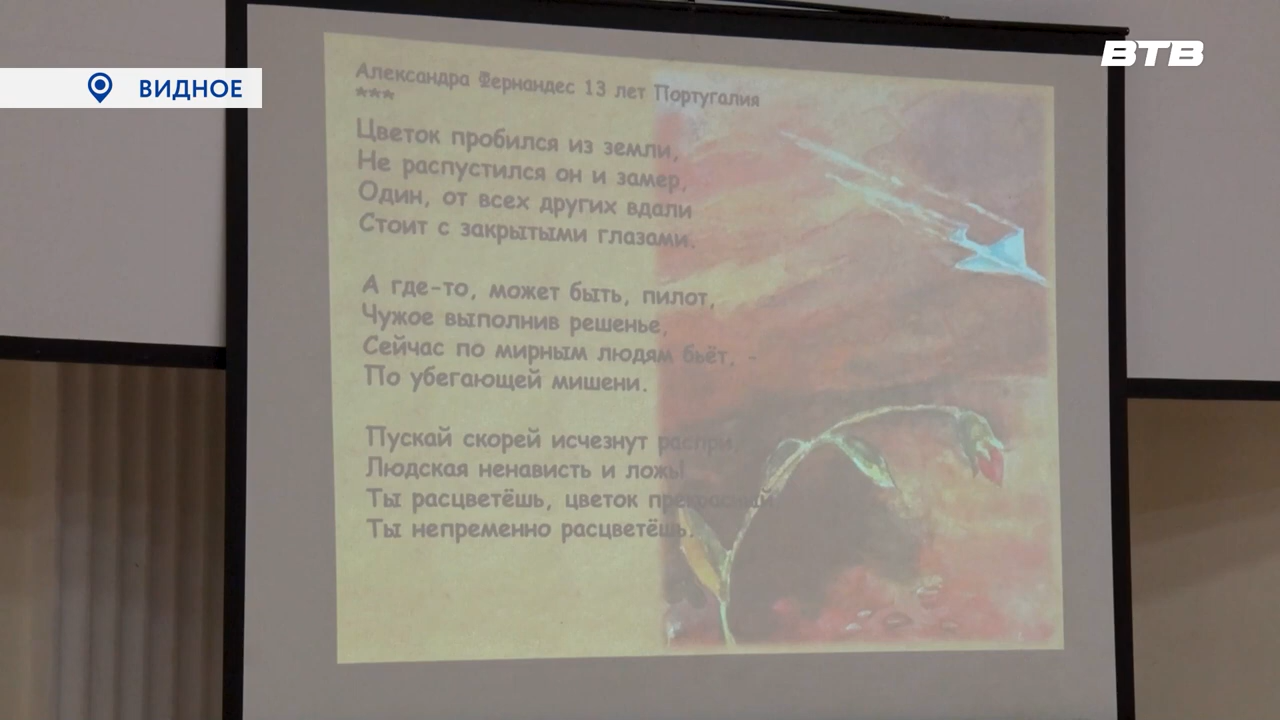 ВТВ
ВИДНОЕ
Александра Фернандес 13 лет Португалия
***
Цветок пробился из земли,
Не распустился он и замер,
Один, от всех других вдали
Стоит с закрытыми глазами.
А где-то, может быть, пилот,
Чужое выполнив решенье,
Сейчас по мирным людям бьёт, -
По убегающей мишени.
Пускай скорей исчезнут распри,
Людская ненависть и ложь!
Ты расцветёшь, цветок прекрасный,
Ты непременно расцветёшь.